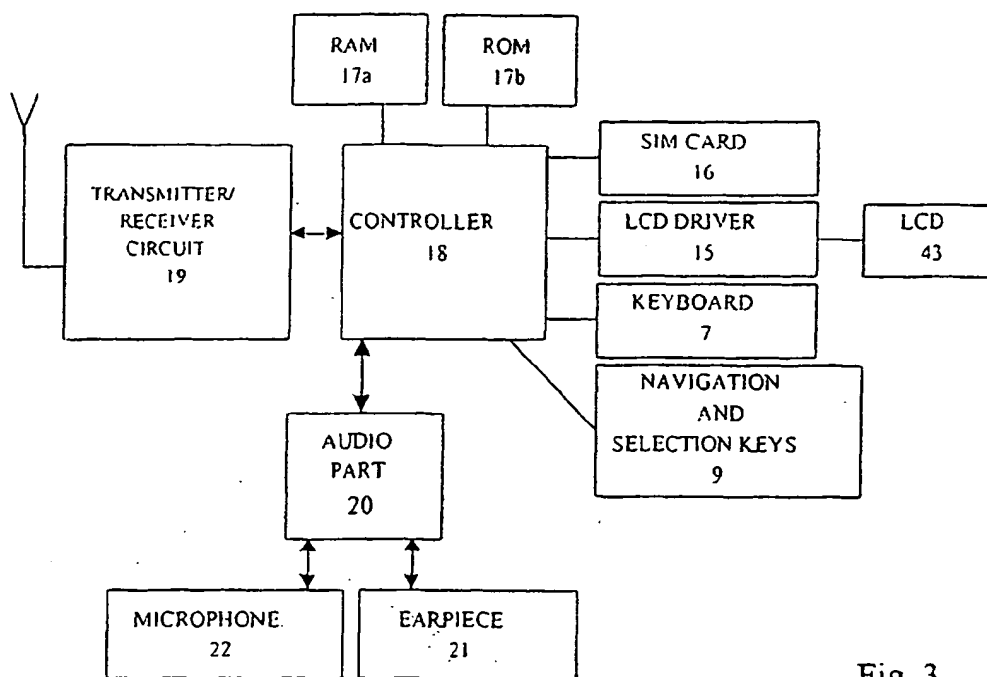 RAM
17a
ROM
17b
TRANSMITTER/
RECEIVER
CIRCUIT
19
CONTROLLER
18
SIM CARD
16
LCD DRIVER
15
LCD
43
KEYBOARD
7
NAVIGATION
AND
SELECTION KEYS
9
AUDIO
PART
20
MICROPHONE
22
EARPIECE
21
Fig. 3